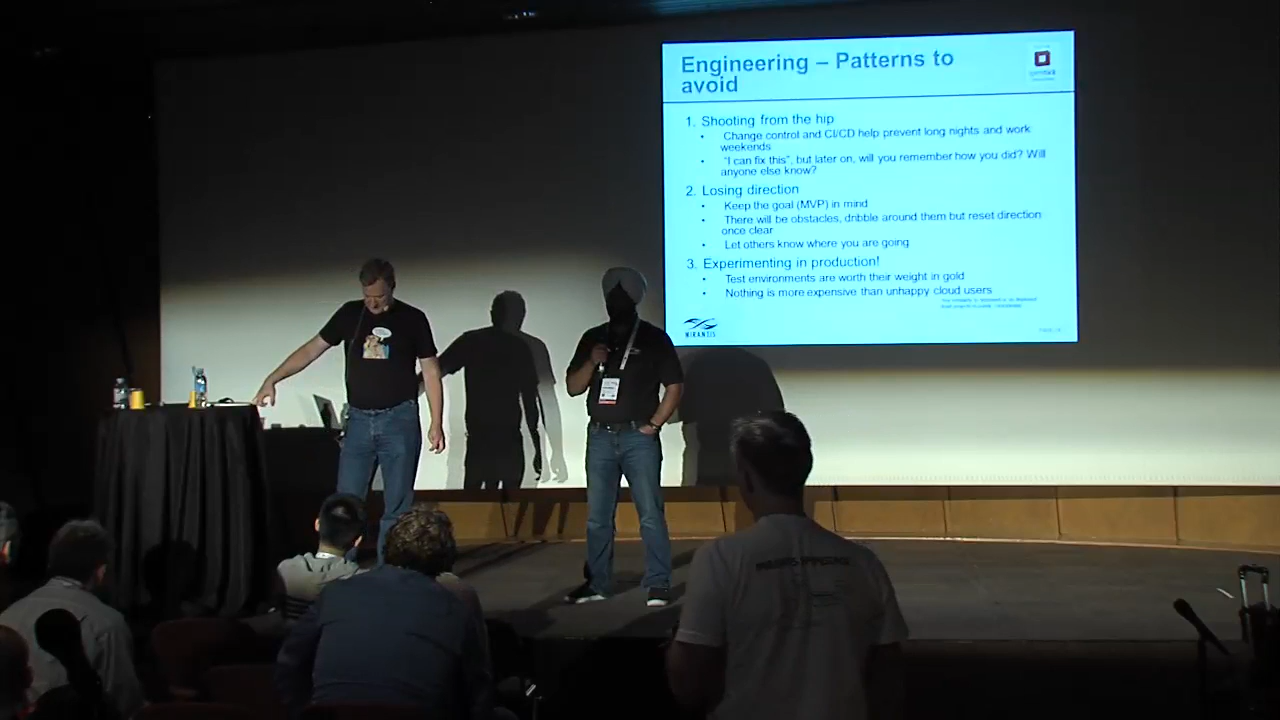 Engineering – Patterns to
avoid
1. Shooting from the hip
• Change control and CI/CD help prevent long nights and work
weekends
• "I can fix this", but later on, will you remember how you did? Will
anyone else know?
2. Losing direction
• Keep the goal (MVP) in mind
• There will be obstacles, dribble around them but reset direction
once clear
• Let others know where you are going
3. Experimenting in production!
• Test environments are worth their weight in gold
• Nothing is more expensive than unhappy cloud users
MIRANTIS